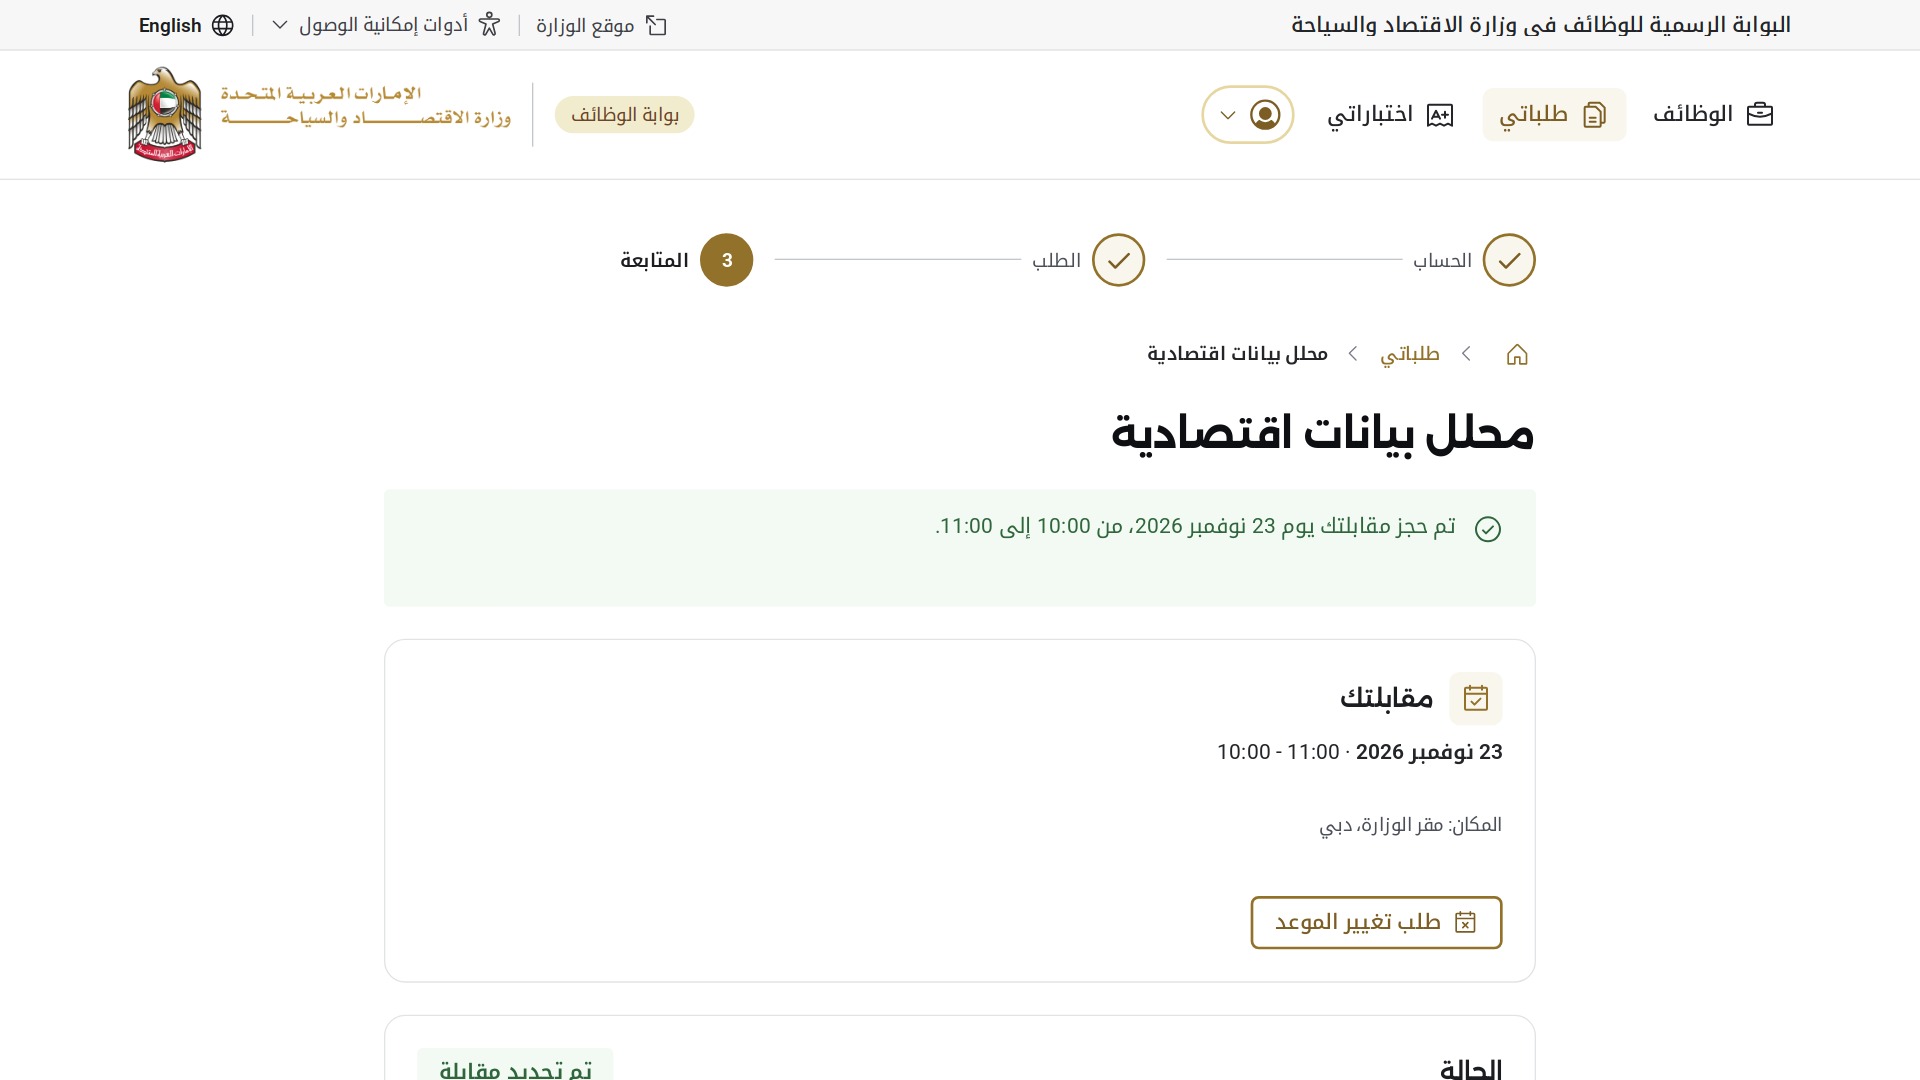 البوابة الرسمية للوظائف في وزارة الاقتصاد والسياحة
موقع الوزارة
أدوات إمكانية الوصول
English
الوظائف
طلباتي
اختباراتي
بوابة الوظائف
الإمارات العربية المتحدة
وزارة الاقتصاد والسياحة
الحساب
الطلب
3 المتابعة
طلباتي
محلل بيانات اقتصادية
محلل بيانات اقتصادية
تم حجز مقابلتك يوم 23 نوفمبر 2026، من 10:00 إلى 11:00.
مقابلتك
23 نوفمبر 2026 · 11:00 - 10:00
المكان: مقر الوزارة، دبي
طلب تغيير الموعد
الحالة
تم تحديد مقابلة